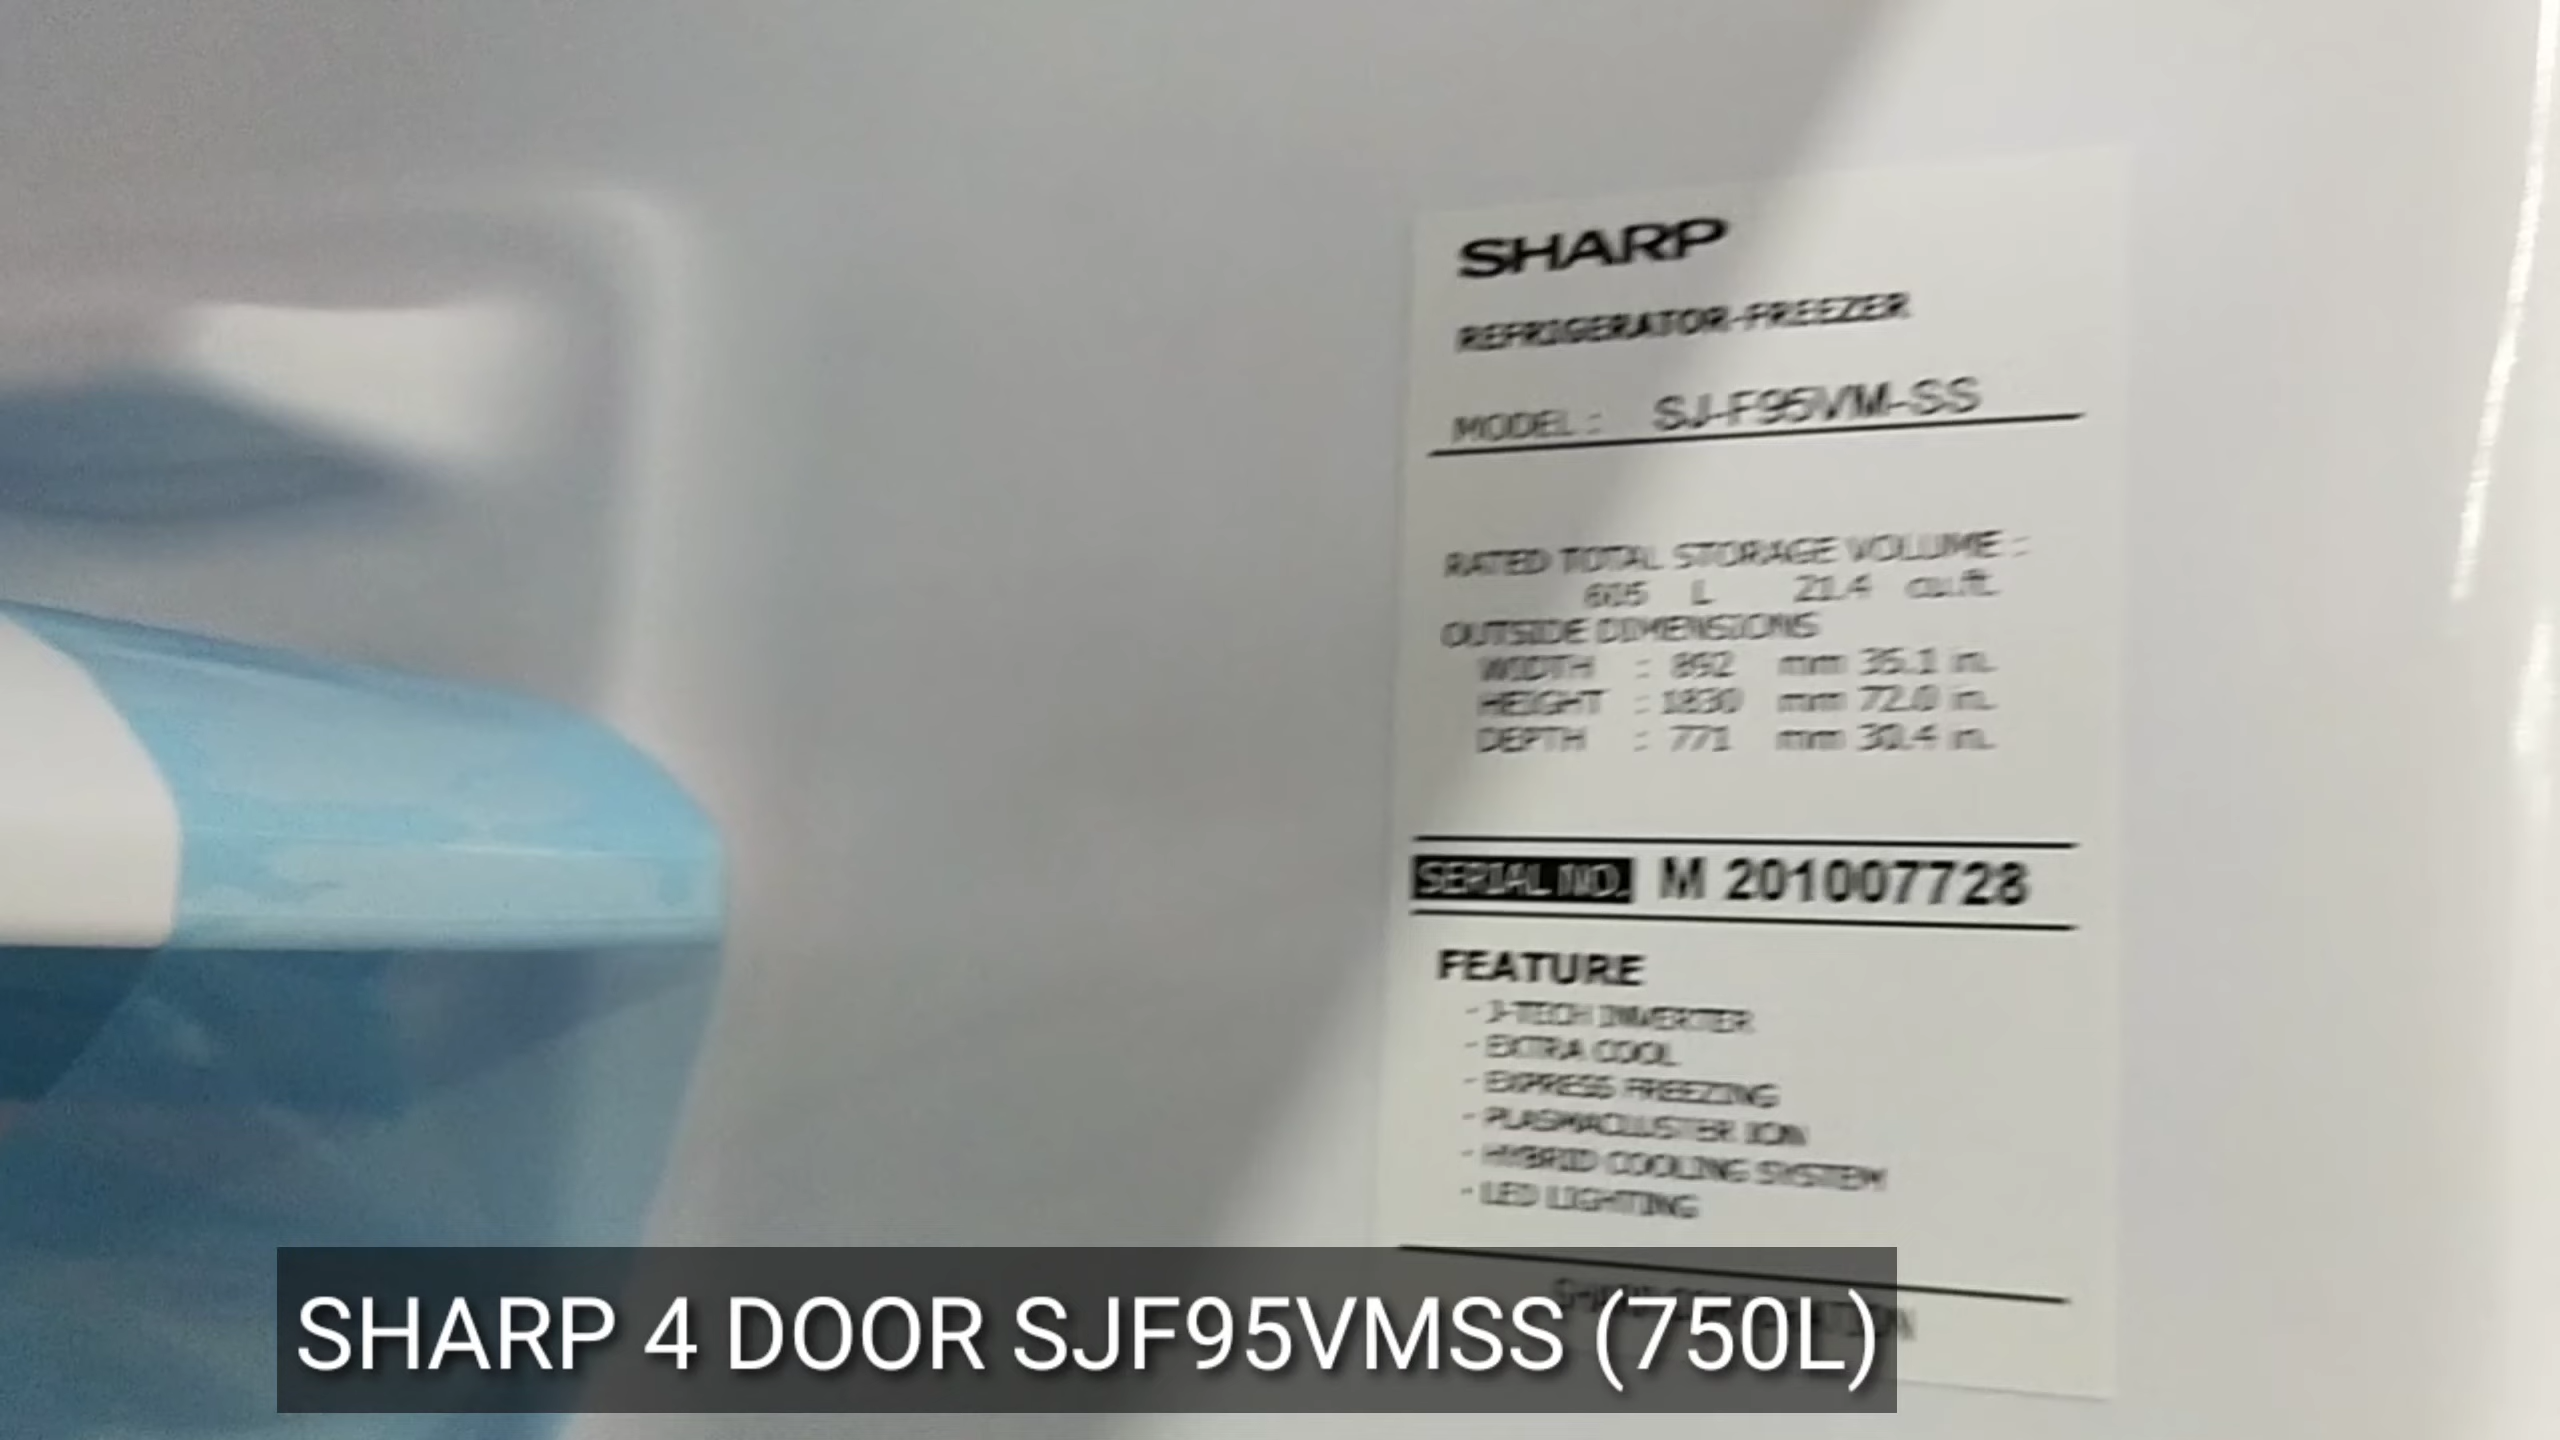 SHARP
REFRIGERATOR-FREEZER
MODEL : SJ-F95VM-SS
RATED TOTAL STORAGE VOLUME :
605 L 21.4 cu.ft.
OUTSIDE DIMENSIONS
WIDTH : 892 mm 35.1 in.
HEIGHT : 1830 mm 72.0 in.
DEPTH : 771 mm 30.4 in.
SERIAL NO. M 201007728
FEATURE
- J-TECH INVERTER
- EXTRA COOL
- EXPRESS FREEZING
- PLASMACLUSTER ION
- HYBRID COOLING SYSTEM
- LED LIGHTING
SHARP 4 DOOR SJF95VMSS (750L)